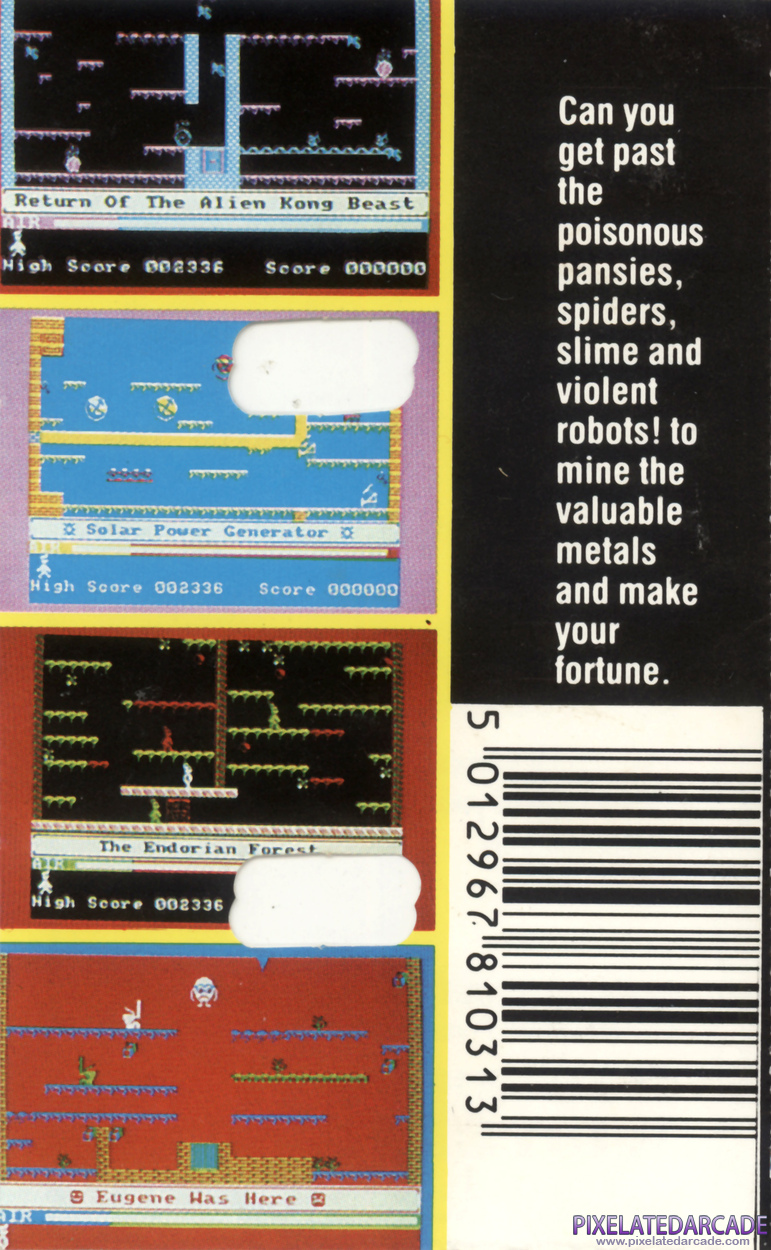 Return Of The Alien Kong Beast
AIR
High Score 002336 Score 000000
☼ Solar Power Generator ☼
AIR
High Score 002336 Score 000000
The Endorian Forest
AIR
High Score 002336
Eugene Was Here
AIR
Can you
get past
the
poisonous
pansies,
spiders,
slime and
violent
robots! to
mine the
valuable
metals
and make
your
fortune.
5 012967 810313
PIXELATEDARCADE
www.pixelatedarcade.com